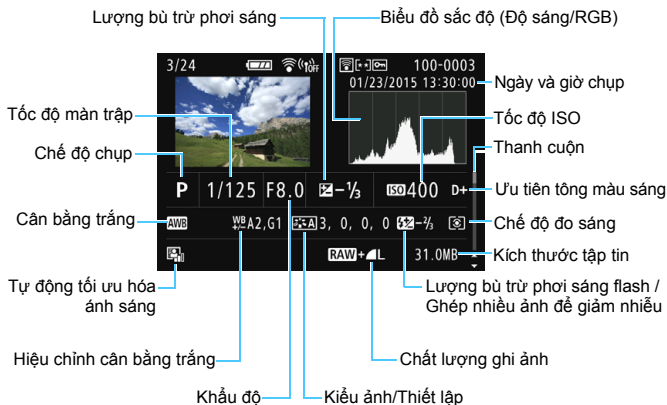 Lượng bù trừ phơi sáng
Biểu đồ sắc độ (Độ sáng/RGB)
3/24
OFF
100-0003
01/23/2015 13:30:00
Ngày và giờ chụp
Tốc độ màn trập
Tốc độ ISO
Chế độ chụp
Thanh cuộn
P 1/125 F8.0 -⅓ ISO 400 D+
Ưu tiên tông màu sáng
Cân bằng trắng
AWB WB+/- A2,G1 A 3, 0, 0, 0 -⅔
Chế độ đo sáng
RAW+ L 31.0MB
Kích thước tập tin
Tự động tối ưu hóa
ánh sáng
Lượng bù trừ phơi sáng flash /
Ghép nhiều ảnh để giảm nhiễu
Hiệu chỉnh cân bằng trắng
Chất lượng ghi ảnh
Khẩu độ
Kiểu ảnh/Thiết lập